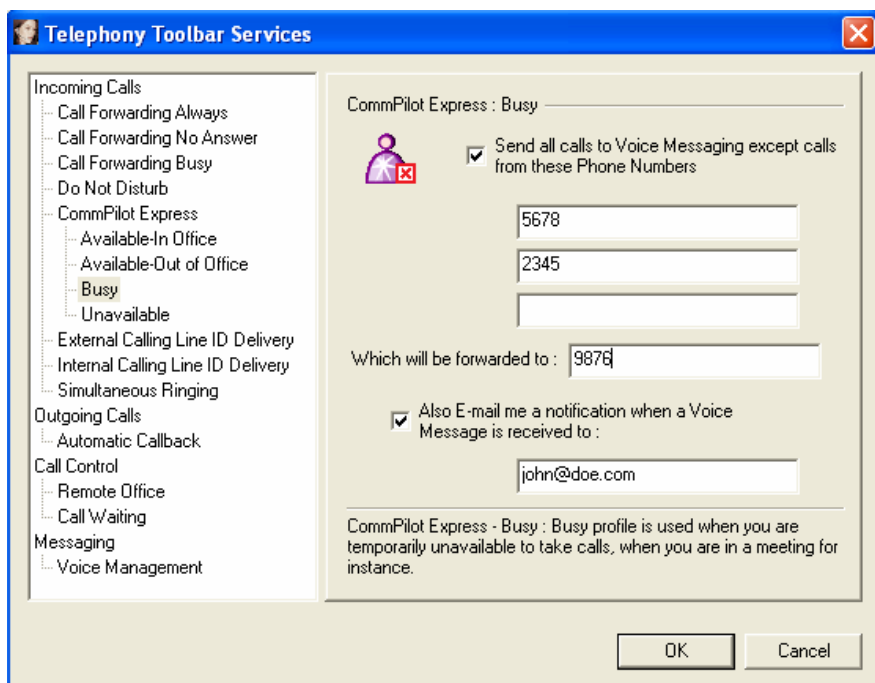 Telephony Toolbar Services
Incoming Calls
Call Forwarding Always
Call Forwarding No Answer
Call Forwarding Busy
Do Not Disturb
CommPilot Express
Available-In Office
Available-Out of Office
Busy
Unavailable
External Calling Line ID Delivery
Internal Calling Line ID Delivery
Simultaneous Ringing
Outgoing Calls
Automatic Callback
Call Control
Remote Office
Call Waiting
Messaging
Voice Management
CommPilot Express : Busy
Send all calls to Voice Messaging except calls
from these Phone Numbers
5678
2345
Which will be forwarded to :
9876
Also E-mail me a notification when a Voice
Message is received to :
john@doe.com
CommPilot Express - Busy : Busy profile is used when you are
temporarily unavailable to take calls, when you are in a meeting for
instance.
OK
Cancel